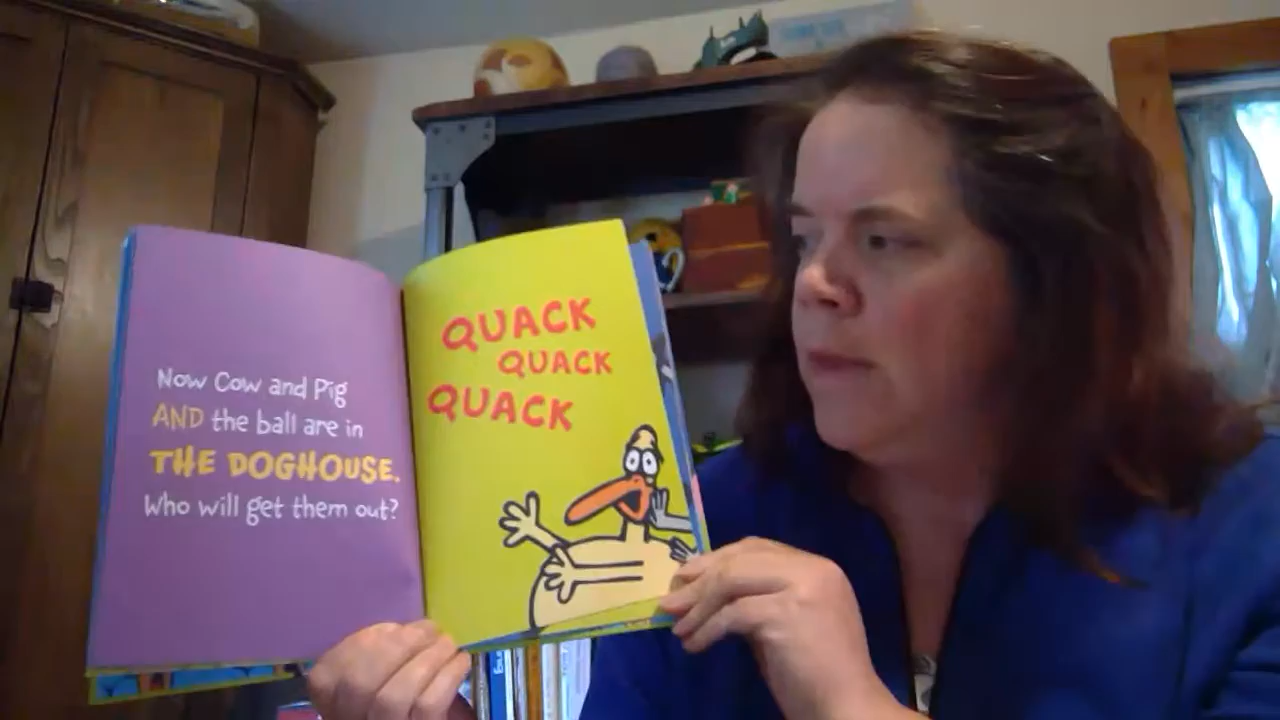 Now Cow and Pig
AND the ball are in
THE DOGHOUSE.
Who will get them out?
QUACK
QUACK
QUACK